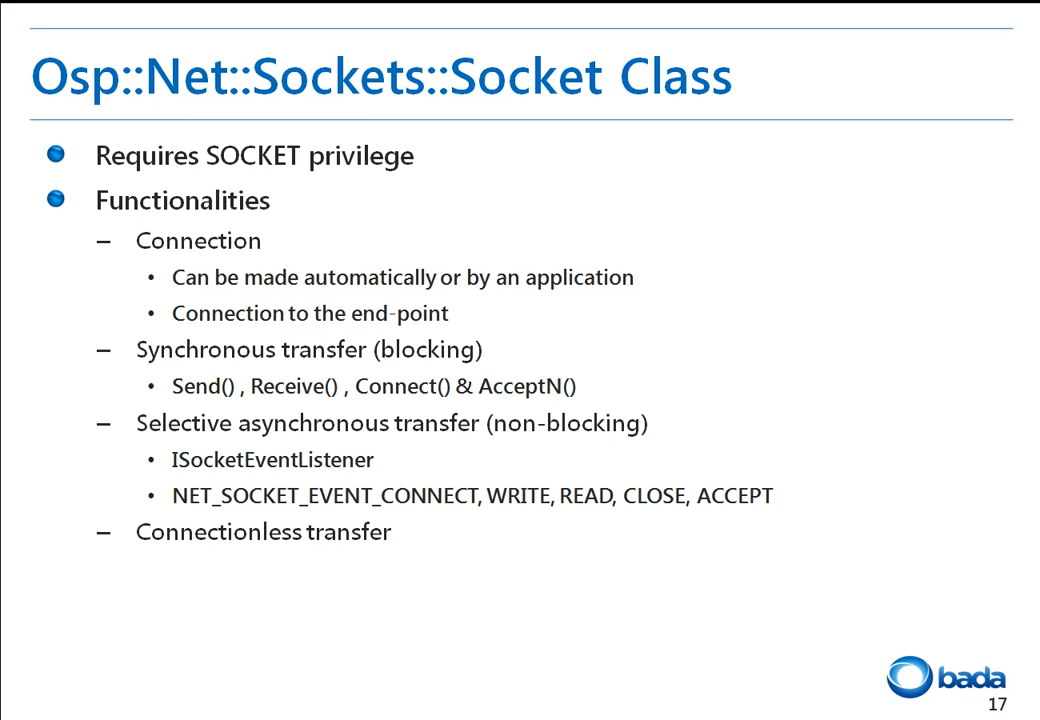 Osp::Net::Sockets::Socket Class
Requires SOCKET privilege
Functionalities
– Connection
• Can be made automatically or by an application
• Connection to the end-point
– Synchronous transfer (blocking)
• Send() , Receive() , Connect() & AcceptN()
– Selective asynchronous transfer (non-blocking)
• ISocketEventListener
• NET_SOCKET_EVENT_CONNECT, WRITE, READ, CLOSE, ACCEPT
– Connectionless transfer
bada
17